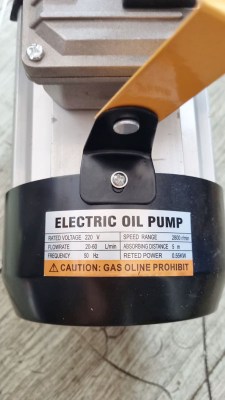 ELECTRIC OIL PUMP
RATED VOLTAGE 220 V SPEED RANGE 2800 r/min
FLOWRATE 20-60 L/min ABSORBING DISTANCE 8 m
FREQUENCY 50 Hz RETED POWER 0.55KW
CAUTION: GAS OLINE PROHIBIT